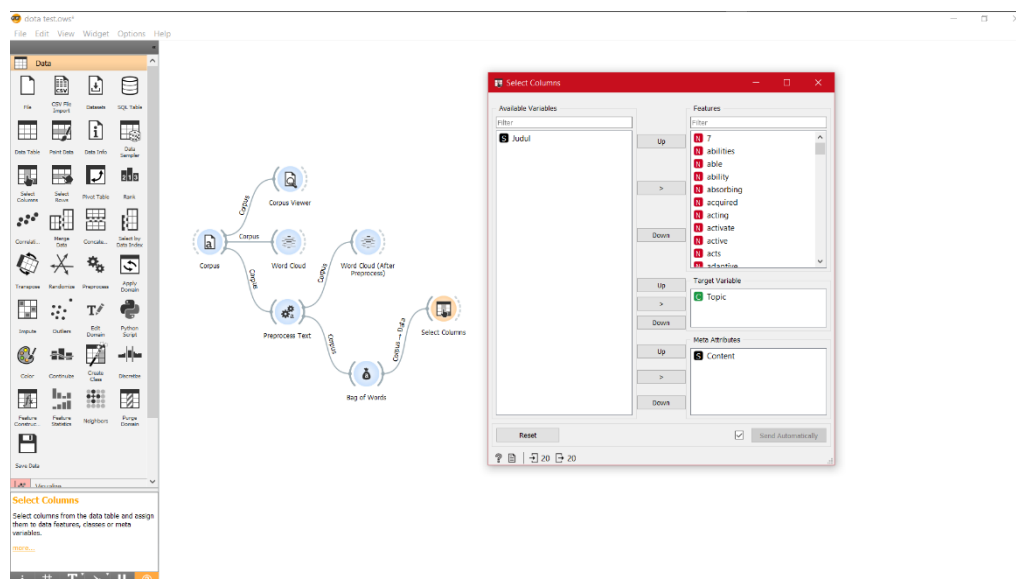 dota test.ows*
File Edit View Widget Options Help
Data
File
CSV File Import
Datasets
SQL Table
Data Table
Paint Data
Data Info
Data Sampler
Select Columns
Select Rows
Pivot Table
Rank
Correlat...
Merge Data
Concate...
Select by Data Index
Transpose
Randomize
Preprocess
Apply Domain
Impute
Outliers
Edit Domain
Python Script
Color
Continuize
Create Class
Discretize
Feature Construc...
Feature Statistics
Neighbors
Purge Domain
Save Data
Select Columns
Select columns from the data table and assign
them to data features, classes or meta
variables.
more...
Corpus
Corpus
Corpus
Corpus
Corpus Viewer
Word Cloud
Corpus
Word Cloud (After
Preprocess)
Preprocess Text
Corpus
Bag of Words
Corpus → Data
Select Columns
Select Columns
Available Variables
Filter
S Judul
Up
>
Down
Features
Filter
N 7
N abilities
N able
N ability
N absorbing
N acquired
N acting
N activate
N active
N acts
N adaptive
Up
>
Down
Target Variable
C Topic
Up
>
Down
Meta Attributes
S Content
Reset
Send Automatically
? 20 20